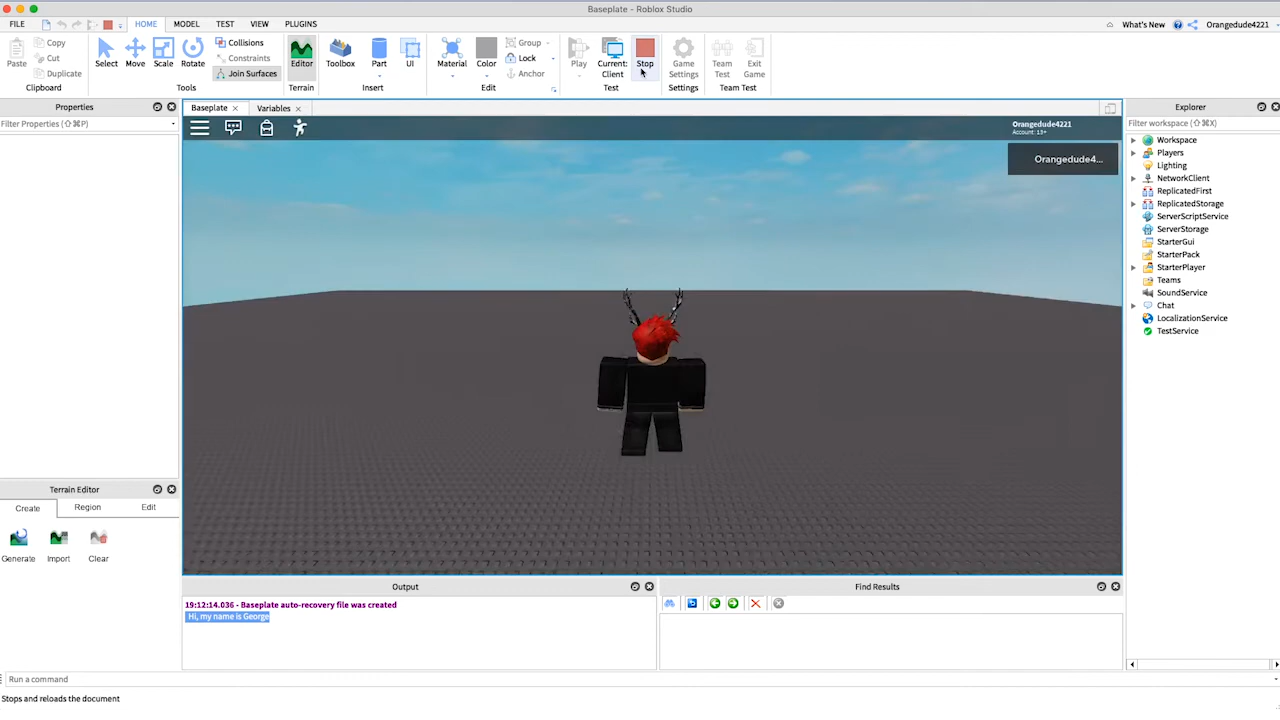 Baseplate - Roblox Studio
FILE HOME MODEL TEST VIEW PLUGINS What's New Orangedude4221
Paste Copy Cut Duplicate Clipboard
Select Move Scale Rotate Collisions Constraints Join Surfaces Tools
Editor Terrain
Toolbox Part UI Insert
Material Color Group Lock Anchor Edit
Play Current: Client Stop Test
Game Settings Settings
Team Test Exit Game Team Test
Properties
Filter Properties (⇧⌘P)
Baseplate Variables
Orangedude4221
Account: 13+
Orangedude4...
Explorer
Filter workspace (⇧⌘X)
Workspace
Players
Lighting
NetworkClient
ReplicatedFirst
ReplicatedStorage
ServerScriptService
ServerStorage
StarterGui
StarterPack
StarterPlayer
Teams
SoundService
Chat
LocalizationService
TestService
Terrain Editor
Create Region Edit
Generate Import Clear
Output
19:12:14.036 - Baseplate auto-recovery file was created
Hi, my name is George
Find Results
Run a command
Stops and reloads the document